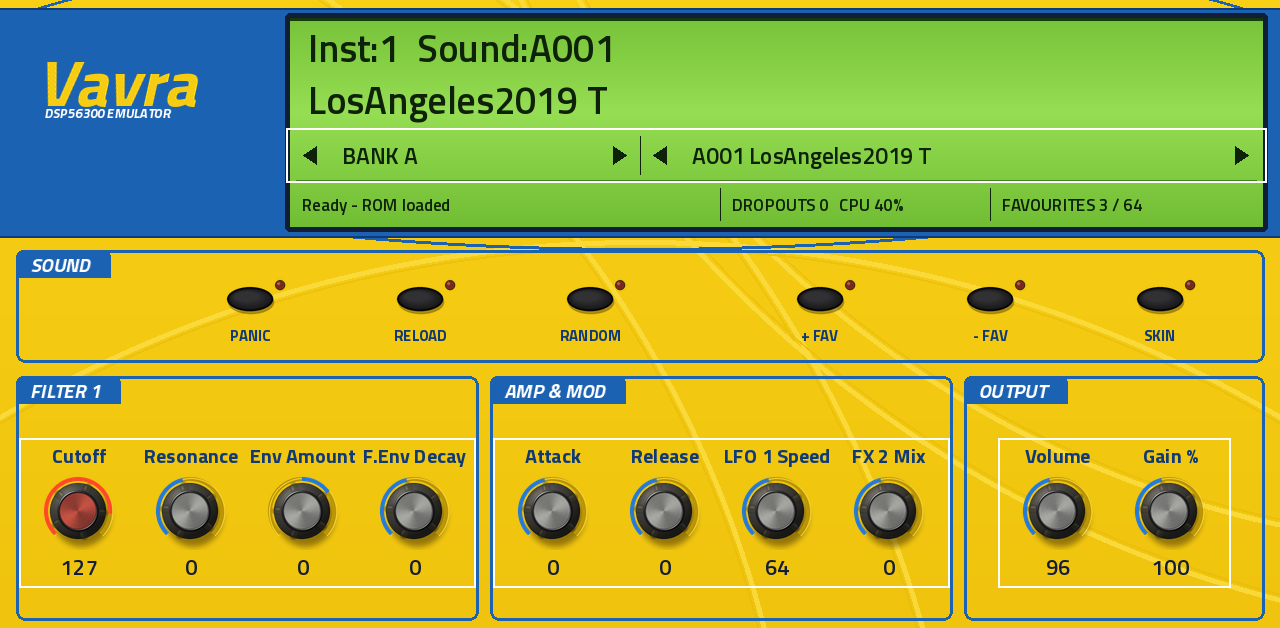 Vavra
DSP56300 EMULATOR
Inst:1 Sound:A001
LosAngeles2019 T
BANK A
A001 LosAngeles2019 T
Ready - ROM loaded
DROPOUTS 0 CPU 40%
FAVOURITES 3 / 64
SOUND
PANIC
RELOAD
RANDOM
+ FAV
- FAV
SKIN
FILTER 1
Cutoff
Resonance
Env Amount
F.Env Decay
127
0
0
0
AMP & MOD
Attack
Release
LFO 1 Speed
FX 2 Mix
0
0
64
0
OUTPUT
Volume
Gain %
96
100